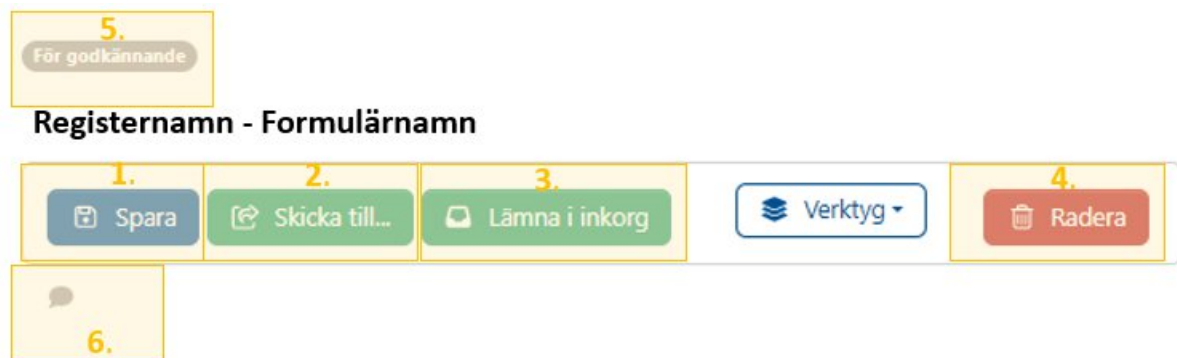 5.
För godkännande
Registernamn - Formulärnamn
1. 2. 3. 4.
Spara Skicka till... Lämna i inkorg Verktyg Radera
6.